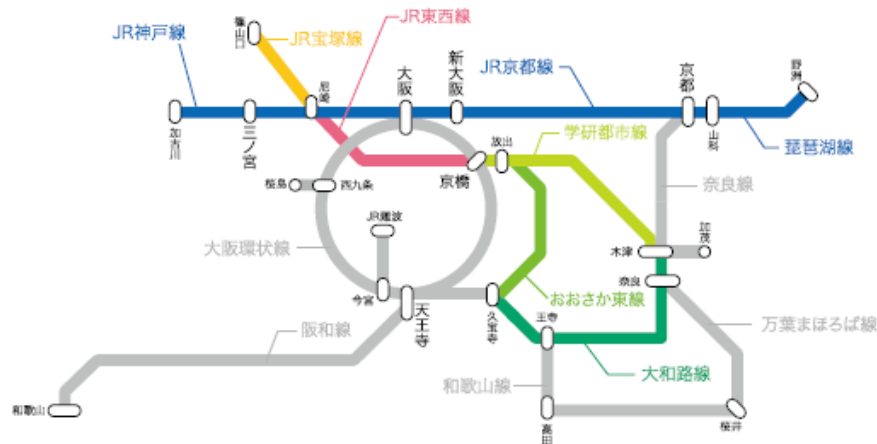 JR東西線
JR神戸線
篠山口
JR宝塚線
尼崎
大阪
新大阪
JR京都線
京都
野洲
加古川
三ノ宮
山科
琵琶湖線
放出
学研都市線
京橋
桜島
西九条
奈良線
JR難波
大阪環状線
木津
加茂
奈良
今宮
天王寺
久宝寺
おおさか東線
王寺
万葉まほろば線
阪和線
大和路線
和歌山線
和歌山
高田
桜井